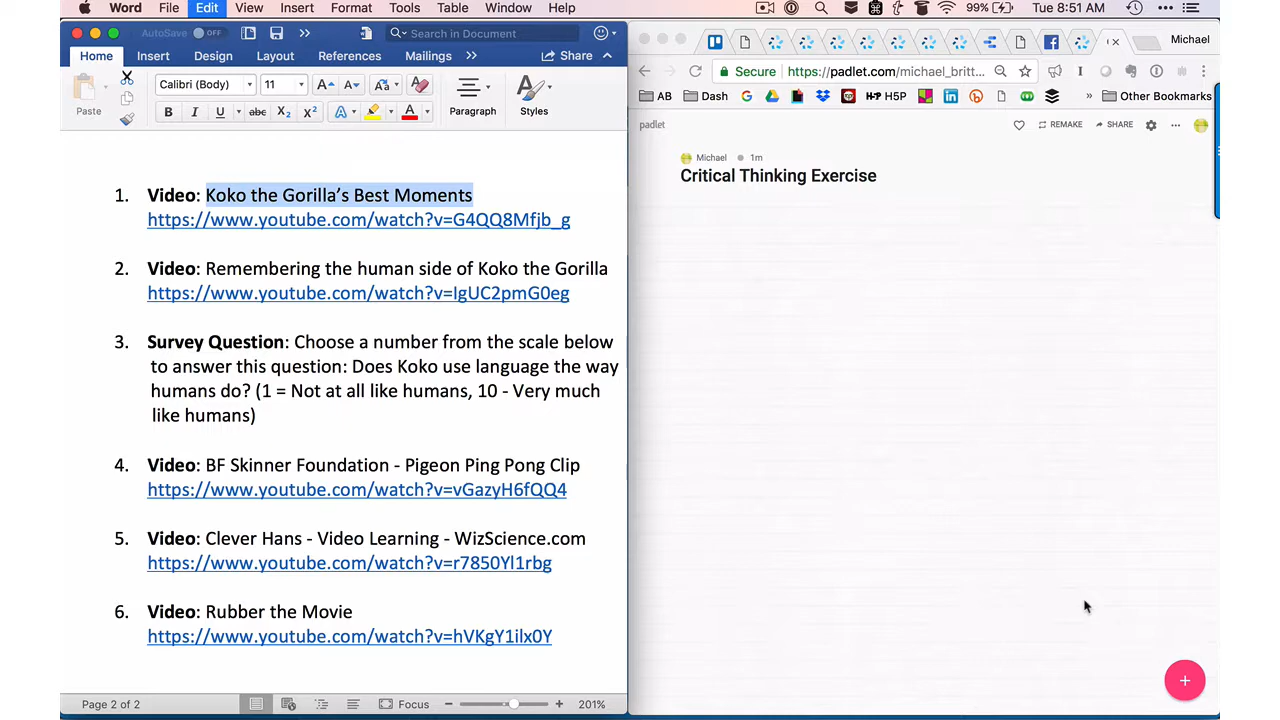 Word File Edit View Insert Format Tools Table Window Help 99% Tue 8:51 AM
AutoSave OFF Search in Document
Home Insert Design Layout References Mailings Share
Paste Calibri (Body) 11 Paragraph Styles
B I U abc X2 X2 A A
1. Video: Koko the Gorilla’s Best Moments
https://www.youtube.com/watch?v=G4QQ8Mfjb_g
2. Video: Remembering the human side of Koko the Gorilla
https://www.youtube.com/watch?v=IgUC2pmG0eg
3. Survey Question: Choose a number from the scale below
to answer this question: Does Koko use language the way
humans do? (1 = Not at all like humans, 10 - Very much
like humans)
4. Video: BF Skinner Foundation - Pigeon Ping Pong Clip
https://www.youtube.com/watch?v=vGazyH6fQQ4
5. Video: Clever Hans - Video Learning - WizScience.com
https://www.youtube.com/watch?v=r7850Yl1rbg
6. Video: Rubber the Movie
https://www.youtube.com/watch?v=hVKgY1ilx0Y
Page 2 of 2 Focus 201%
Michael
Secure https://padlet.com/michael_britt
AB Dash H5P Other Bookmarks
padlet REMAKE SHARE
Michael 1m
Critical Thinking Exercise